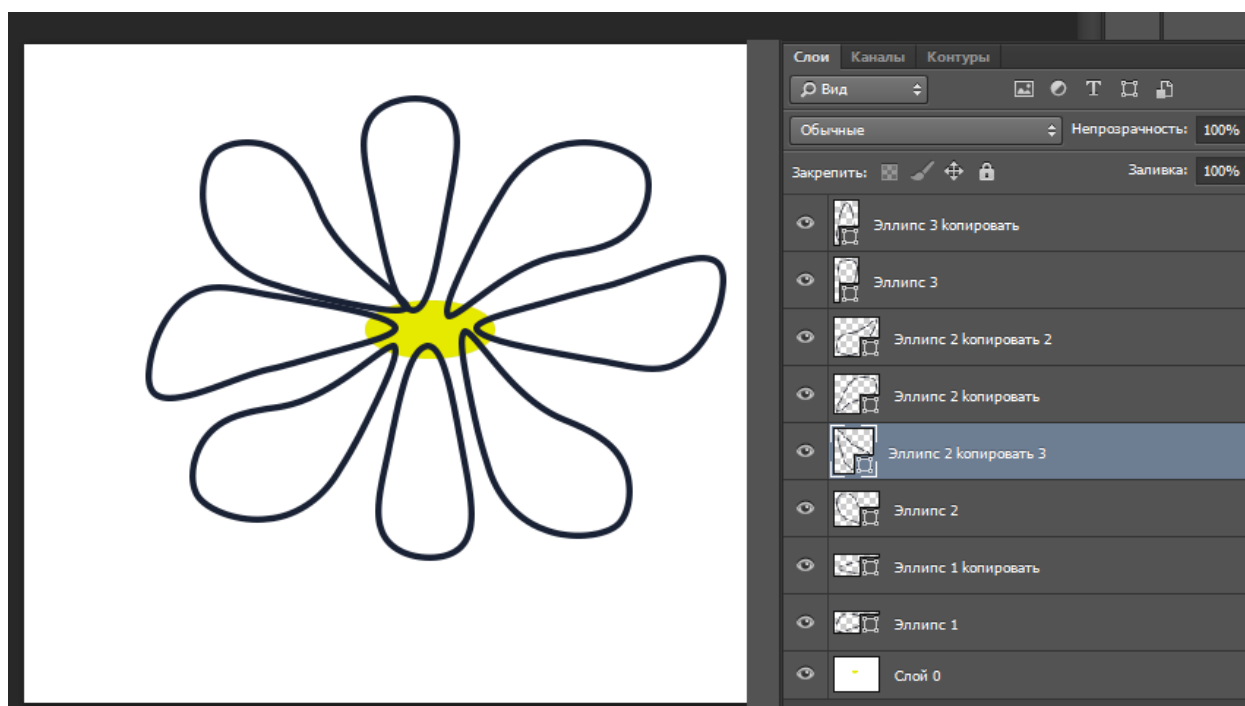 Слои Каналы Контуры
Вид
Обычные Непрозрачность: 100%
Закрепить: Заливка: 100%
Эллипс 3 копировать
Эллипс 3
Эллипс 2 копировать 2
Эллипс 2 копировать
Эллипс 2 копировать 3
Эллипс 2
Эллипс 1 копировать
Эллипс 1
Слой 0